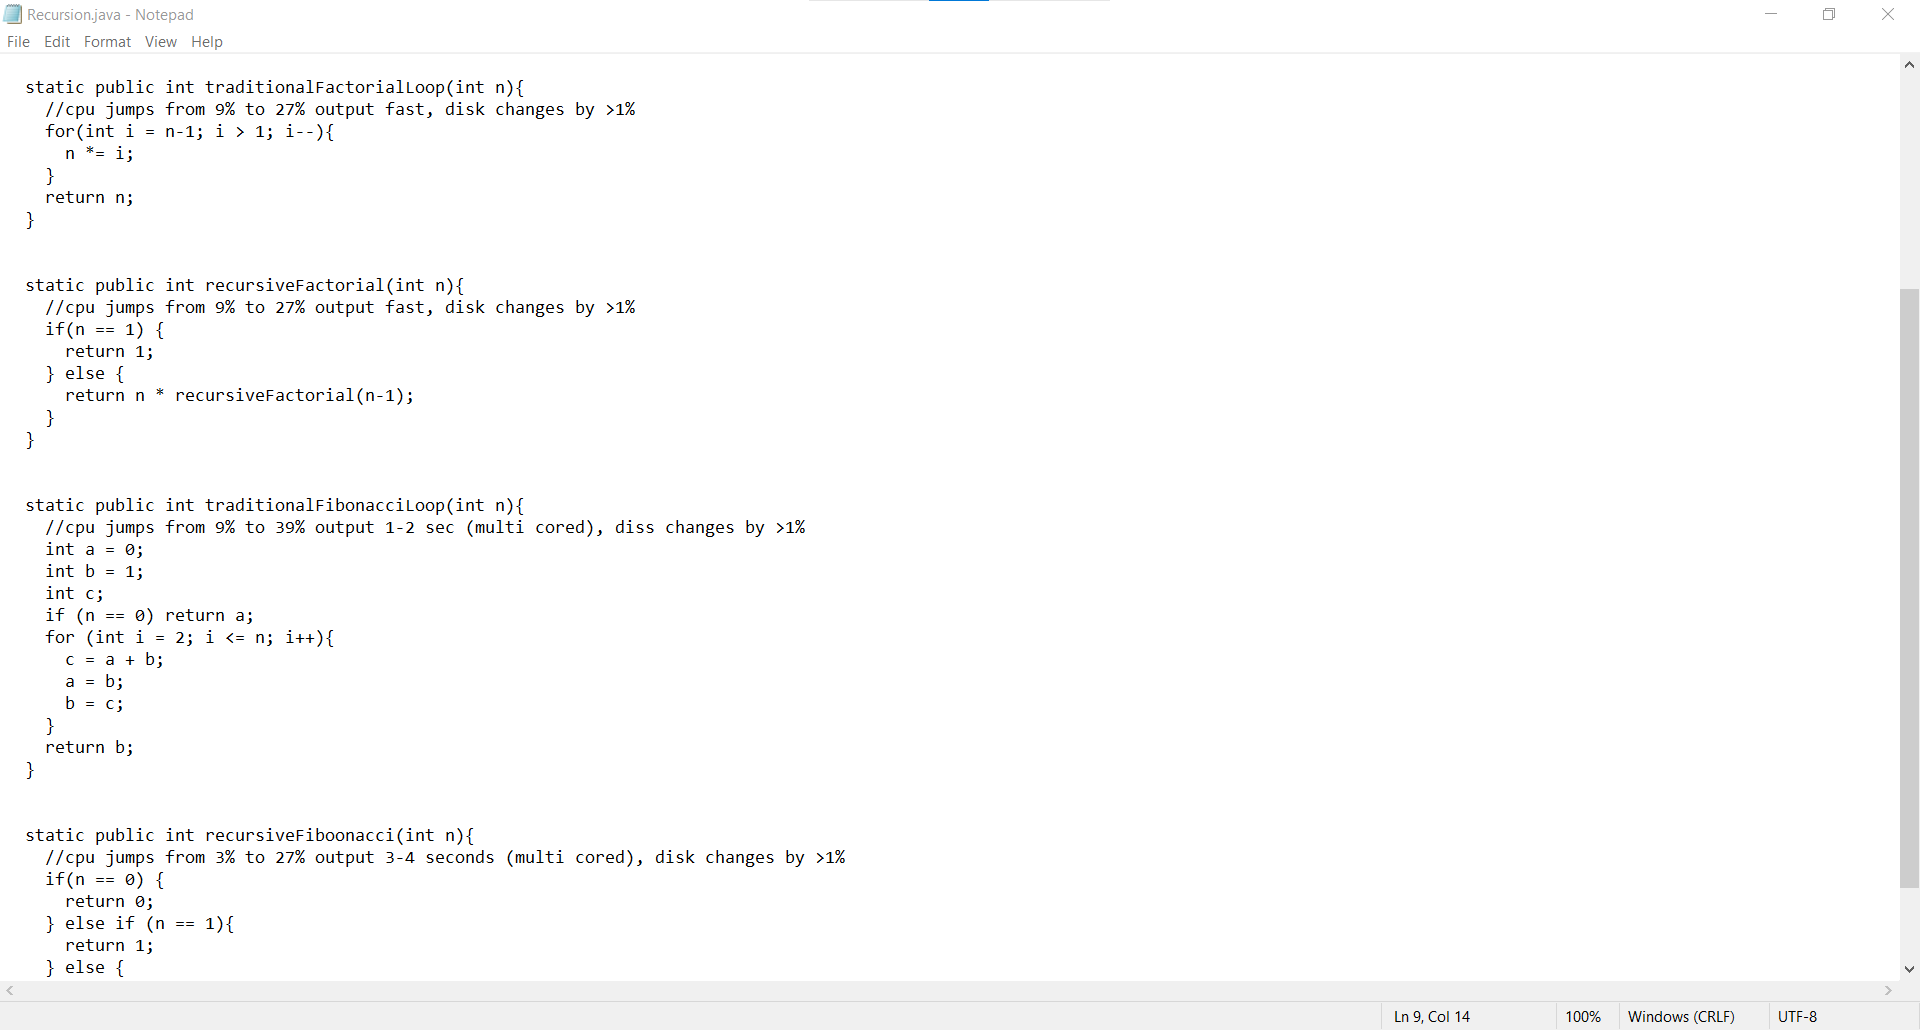 Recursion.java - Notepad
File Edit Format View Help
static public int traditionalFactorialLoop(int n){
//cpu jumps from 9% to 27% output fast, disk changes by >1%
for(int i = n-1; i > 1; i--){
n *= i;
}
return n;
}
static public int recursiveFactorial(int n){
//cpu jumps from 9% to 27% output fast, disk changes by >1%
if(n == 1) {
return 1;
} else {
return n * recursiveFactorial(n-1);
}
}
static public int traditionalFibonacciLoop(int n){
//cpu jumps from 9% to 39% output 1-2 sec (multi cored), diss changes by >1%
int a = 0;
int b = 1;
int c;
if (n == 0) return a;
for (int i = 2; i <= n; i++){
c = a + b;
a = b;
b = c;
}
return b;
}
static public int recursiveFiboonacci(int n){
//cpu jumps from 3% to 27% output 3-4 seconds (multi cored), disk changes by >1%
if(n == 0) {
return 0;
} else if (n == 1){
return 1;
} else {
Ln 9, Col 14 100% Windows (CRLF) UTF-8